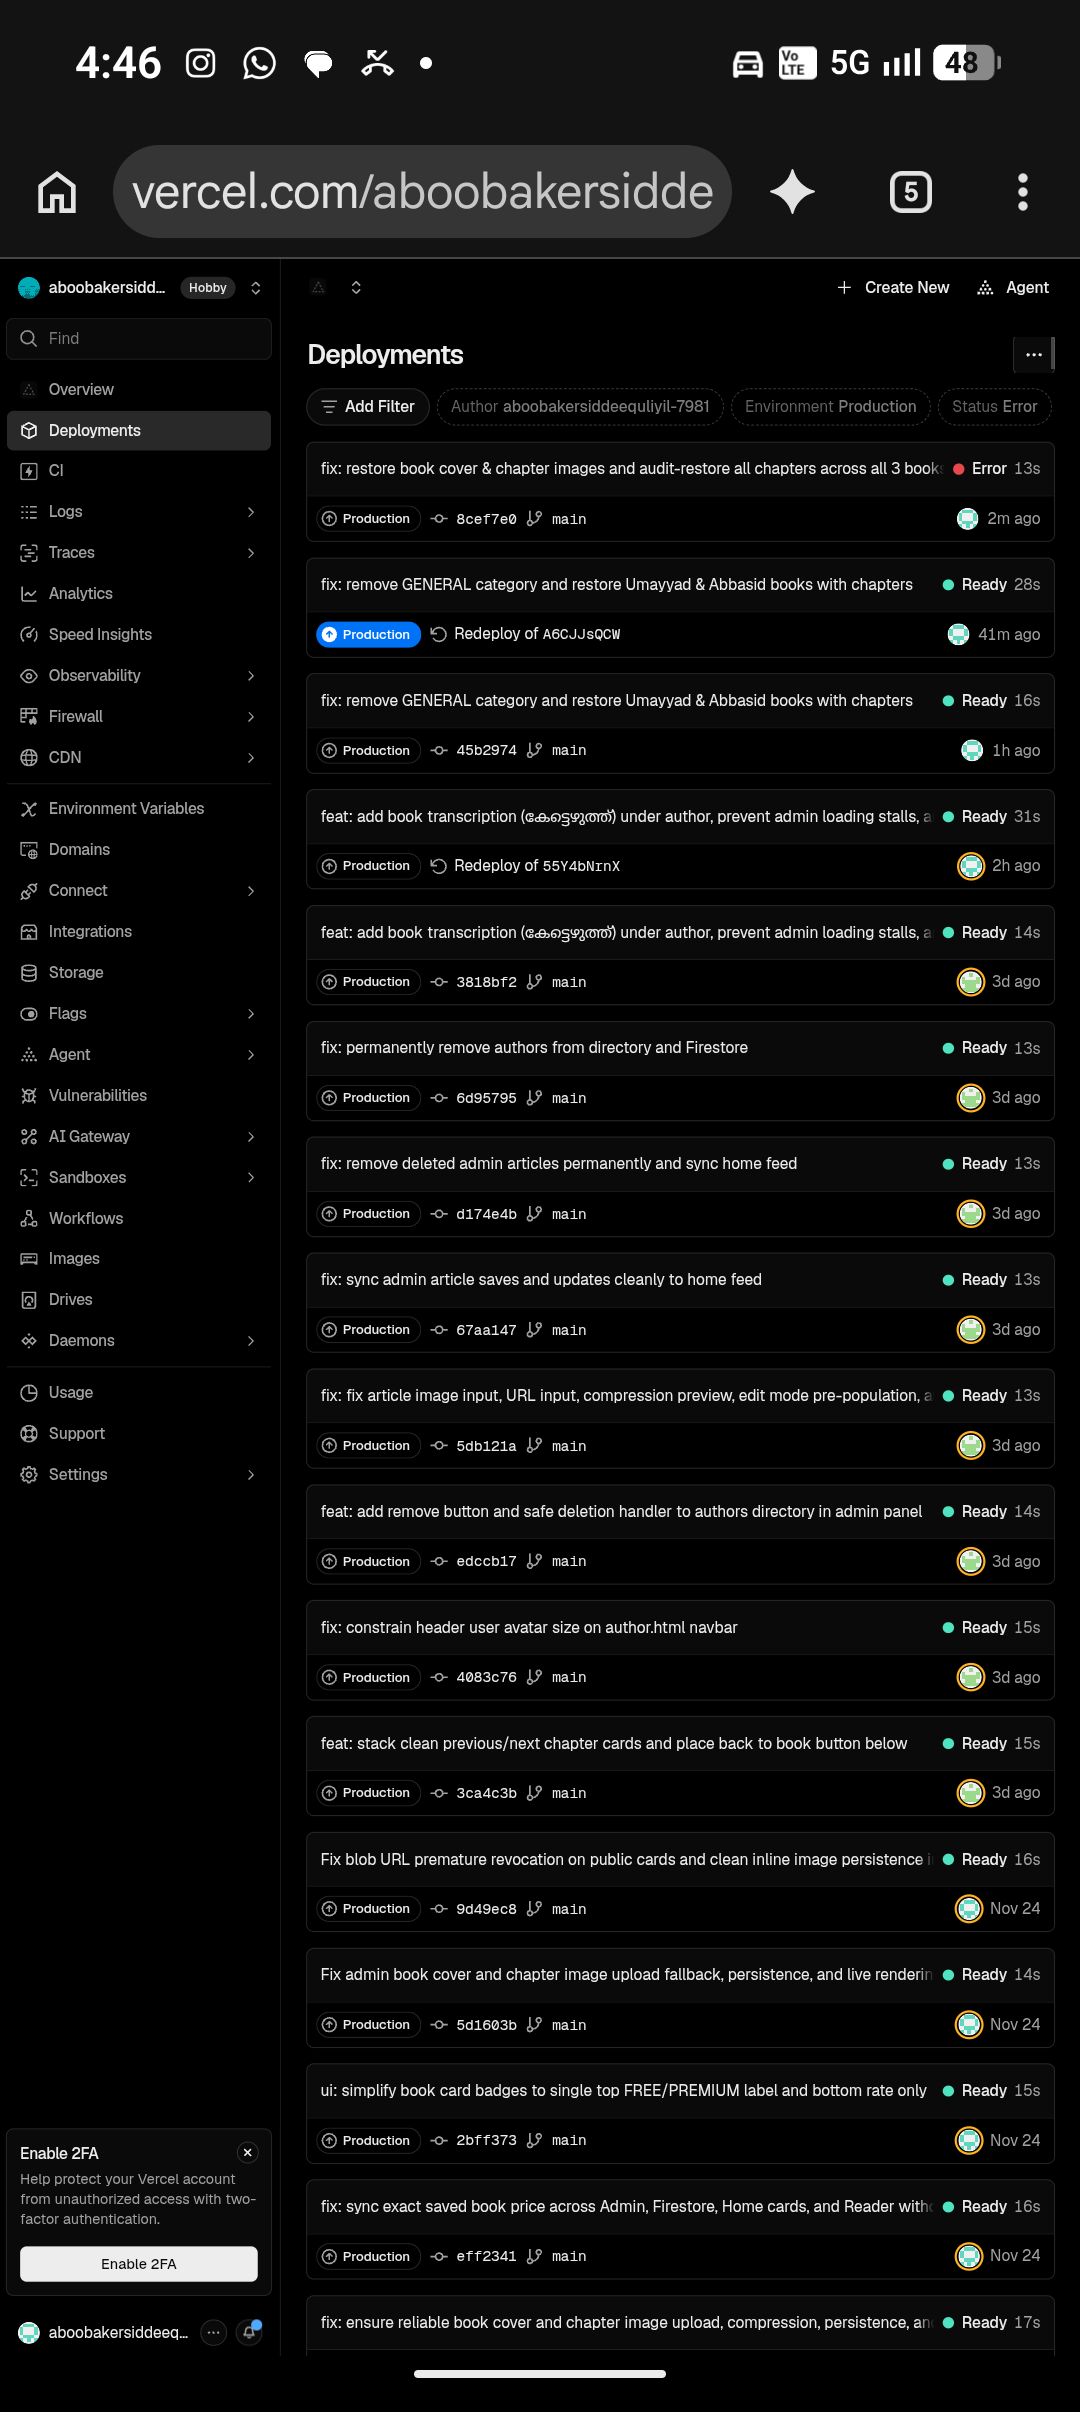 4:46
Vo LTE 5G 48
vercel.com/aboobakersidde
5
aboobakersidd... Hobby
Create New
Agent
Find
Overview
Deployments
CI
Logs
Traces
Analytics
Speed Insights
Observability
Firewall
CDN
Environment Variables
Domains
Connect
Integrations
Storage
Flags
Agent
Vulnerabilities
AI Gateway
Sandboxes
Workflows
Images
Drives
Daemons
Usage
Support
Settings
Enable 2FA
Help protect your Vercel account
from unauthorized access with two-
factor authentication.
Enable 2FA
aboobakersiddeeq...
Deployments
Add Filter Author aboobakersiddeequliyil-7981 Environment Production Status Error
fix: restore book cover & chapter images and audit-restore all chapters across all 3 books Error 13s
Production 8cef7e0 main 2m ago
fix: remove GENERAL category and restore Umayyad & Abbasid books with chapters Ready 28s
Production Redeploy of A6CJJsQCW 41m ago
fix: remove GENERAL category and restore Umayyad & Abbasid books with chapters Ready 16s
Production 45b2974 main 1h ago
feat: add book transcription (കേട്ടെഴുത്ത്) under author, prevent admin loading stalls, a Ready 31s
Production Redeploy of 55Y4bNrnX 2h ago
feat: add book transcription (കേട്ടെഴുത്ത്) under author, prevent admin loading stalls, a Ready 14s
Production 3818bf2 main 3d ago
fix: permanently remove authors from directory and Firestore Ready 13s
Production 6d95795 main 3d ago
fix: remove deleted admin articles permanently and sync home feed Ready 13s
Production d174e4b main 3d ago
fix: sync admin article saves and updates cleanly to home feed Ready 13s
Production 67aa147 main 3d ago
fix: fix article image input, URL input, compression preview, edit mode pre-population, a Ready 13s
Production 5db121a main 3d ago
feat: add remove button and safe deletion handler to authors directory in admin panel Ready 14s
Production edccb17 main 3d ago
fix: constrain header user avatar size on author.html navbar Ready 15s
Production 4083c76 main 3d ago
feat: stack clean previous/next chapter cards and place back to book button below Ready 15s
Production 3ca4c3b main 3d ago
Fix blob URL premature revocation on public cards and clean inline image persistence i Ready 16s
Production 9d49ec8 main Nov 24
Fix admin book cover and chapter image upload fallback, persistence, and live renderin Ready 14s
Production 5d1603b main Nov 24
ui: simplify book card badges to single top FREE/PREMIUM label and bottom rate only Ready 15s
Production 2bff373 main Nov 24
fix: sync exact saved book price across Admin, Firestore, Home cards, and Reader witho Ready 16s
Production eff2341 main Nov 24
fix: ensure reliable book cover and chapter image upload, compression, persistence, an Ready 17s